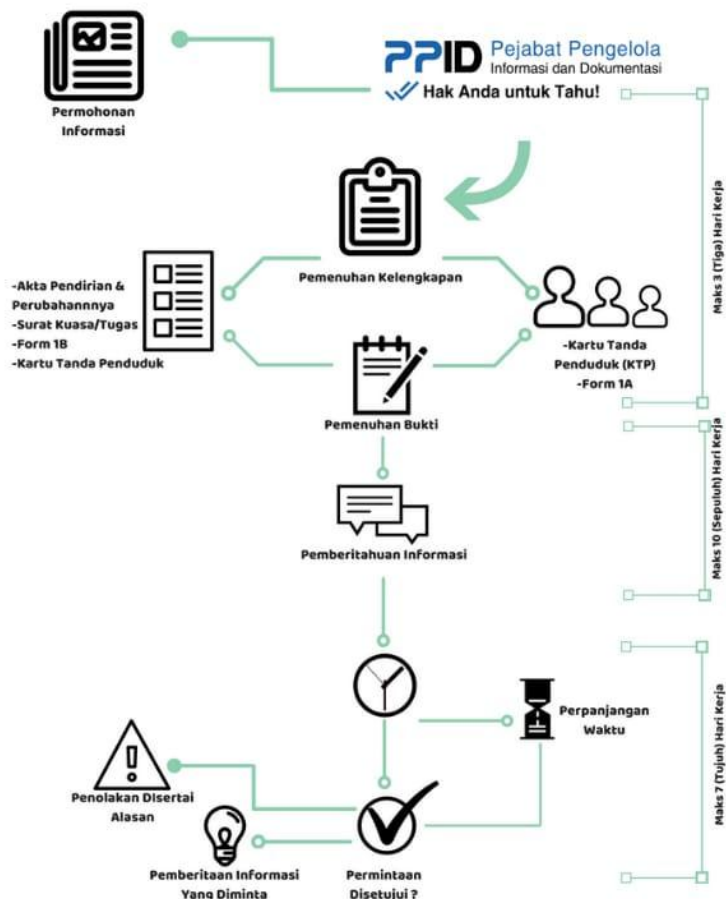 PPID Pejabat Pengelola
Informasi dan Dokumentasi
Hak Anda untuk Tahu!
Permohonan
Informasi
Maks 3 (Tiga) Hari Kerja
Pemenuhan Kelengkapan
-Akta Pendirian &
Perubahannnya
-Surat Kuasa/Tugas
-Form 1B
-Kartu Tanda Penduduk
-Kartu Tanda
Penduduk (KTP)
-Form 1A
Pemenuhan Bukti
Maks 10 (Sepuluh) Hari Kerja
Pemberitahuan Informasi
Maks 7 (Tujuh) Hari Kerja
Perpanjangan
Waktu
Penolakan DIsertai
Alasan
Pemberitaan Informasi
Yang Diminta
Permintaan
Disetujui ?